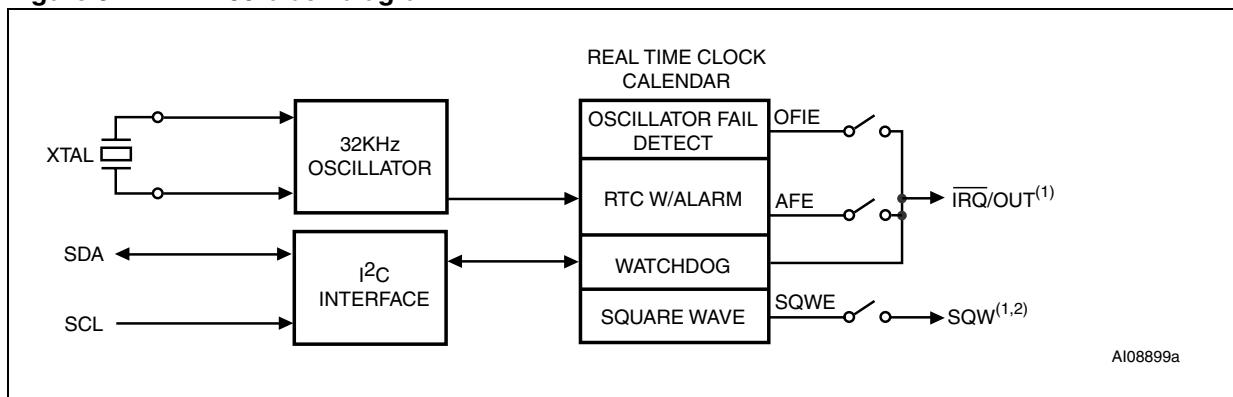 REAL TIME CLOCK
CALENDAR
XTAL
32KHz
OSCILLATOR
OSCILLATOR FAIL
DETECT
OFIE
RTC W/ALARM
AFE
IRQ/OUT(1)
SDA
SCL
I2C
INTERFACE
WATCHDOG
SQUARE WAVE
SQWE
SQW(1,2)
AI08899a